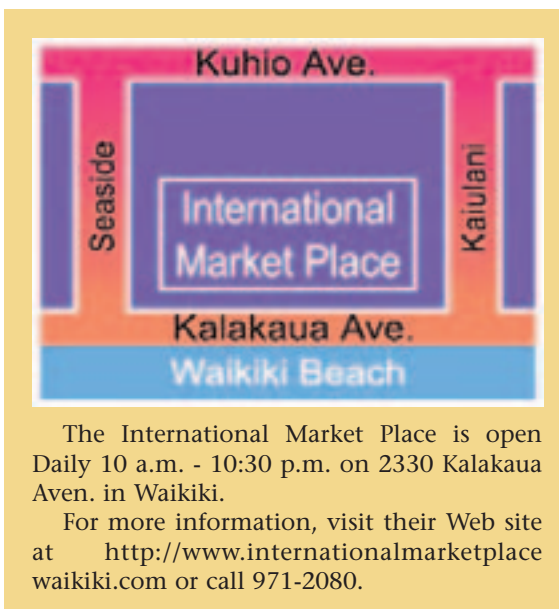 Kuhio Ave.
Seaside
International
Market Place
Kaiulani
Kalakaua Ave.
Waikiki Beach
The International Market Place is open
Daily 10 a.m. - 10:30 p.m. on 2330 Kalakaua
Aven. in Waikiki.
For more information, visit their Web site
at http://www.internationalmarketplace
waikiki.com or call 971-2080.